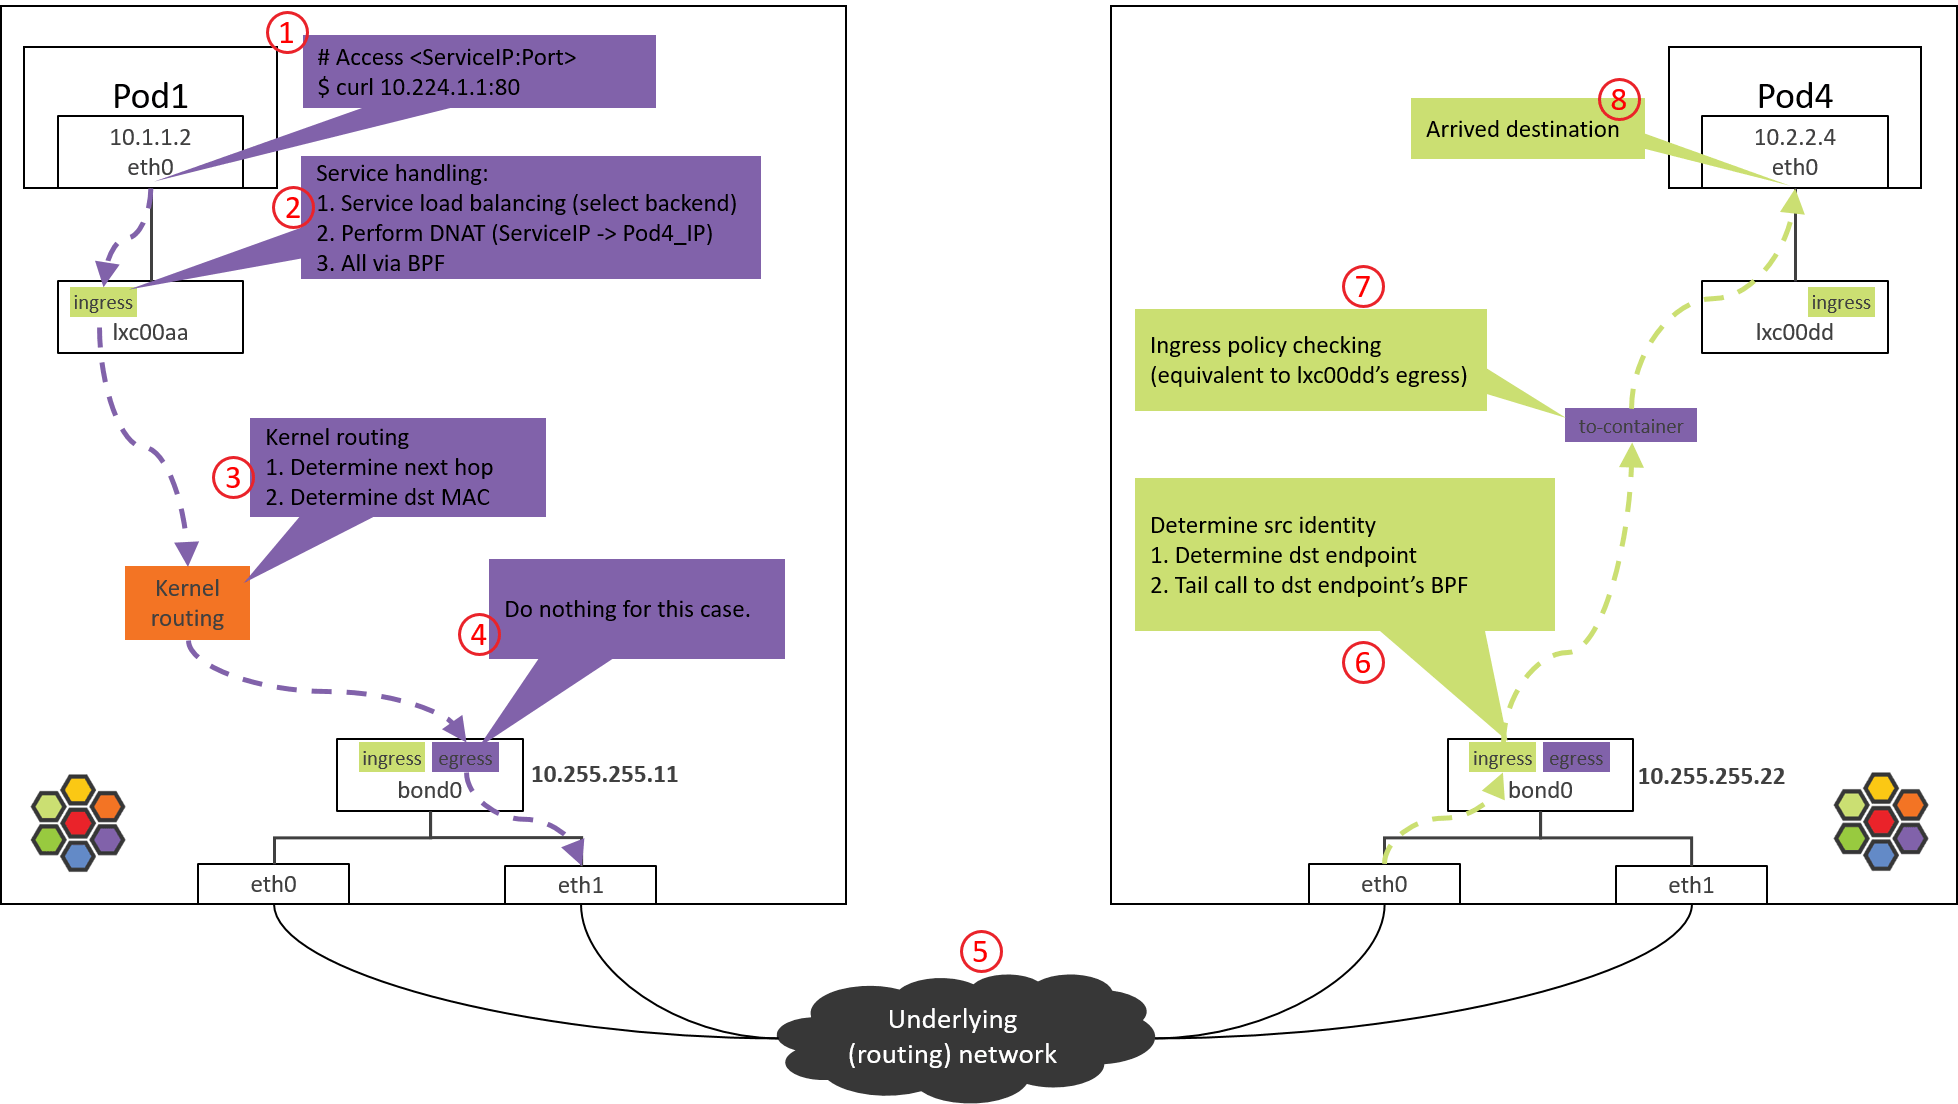 1
# Access <ServiceIP:Port>
$ curl 10.224.1.1:80
Pod1
10.1.1.2
eth0
2
Service handling:
1. Service load balancing (select backend)
2. Perform DNAT (ServiceIP -> Pod4_IP)
3. All via BPF
ingress
lxc00aa
3
Kernel routing
1. Determine next hop
2. Determine dst MAC
Kernel
routing
4
Do nothing for this case.
ingress
egress
bond0
10.255.255.11
eth0
eth1
5
Underlying
(routing) network
8
Arrived destination
Pod4
10.2.2.4
eth0
ingress
lxc00dd
7
Ingress policy checking
(equivalent to lxc00dd’s egress)
to-container
Determine src identity
1. Determine dst endpoint
2. Tail call to dst endpoint’s BPF
6
ingress
egress
bond0
10.255.255.22
eth0
eth1